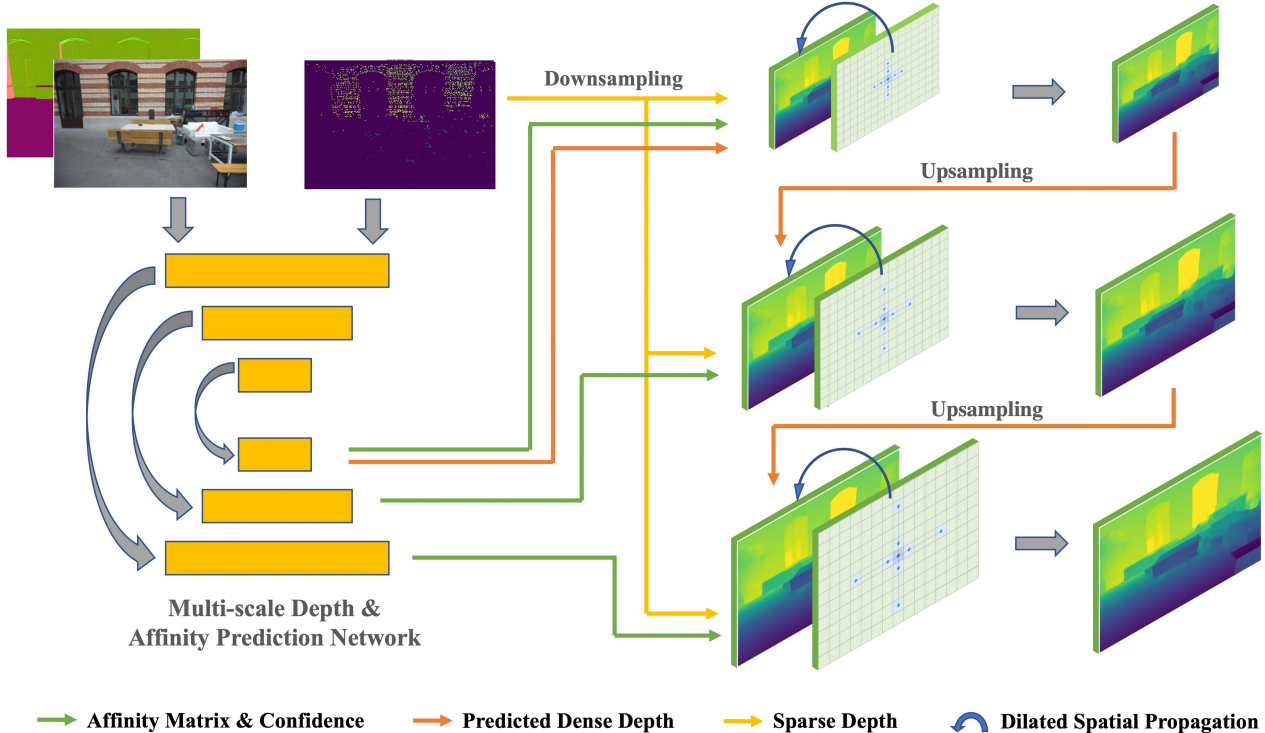 Downsampling
Upsampling
Upsampling
Multi-scale Depth &
Affinity Prediction Network
Affinity Matrix & Confidence
Predicted Dense Depth
Sparse Depth
Dilated Spatial Propagation